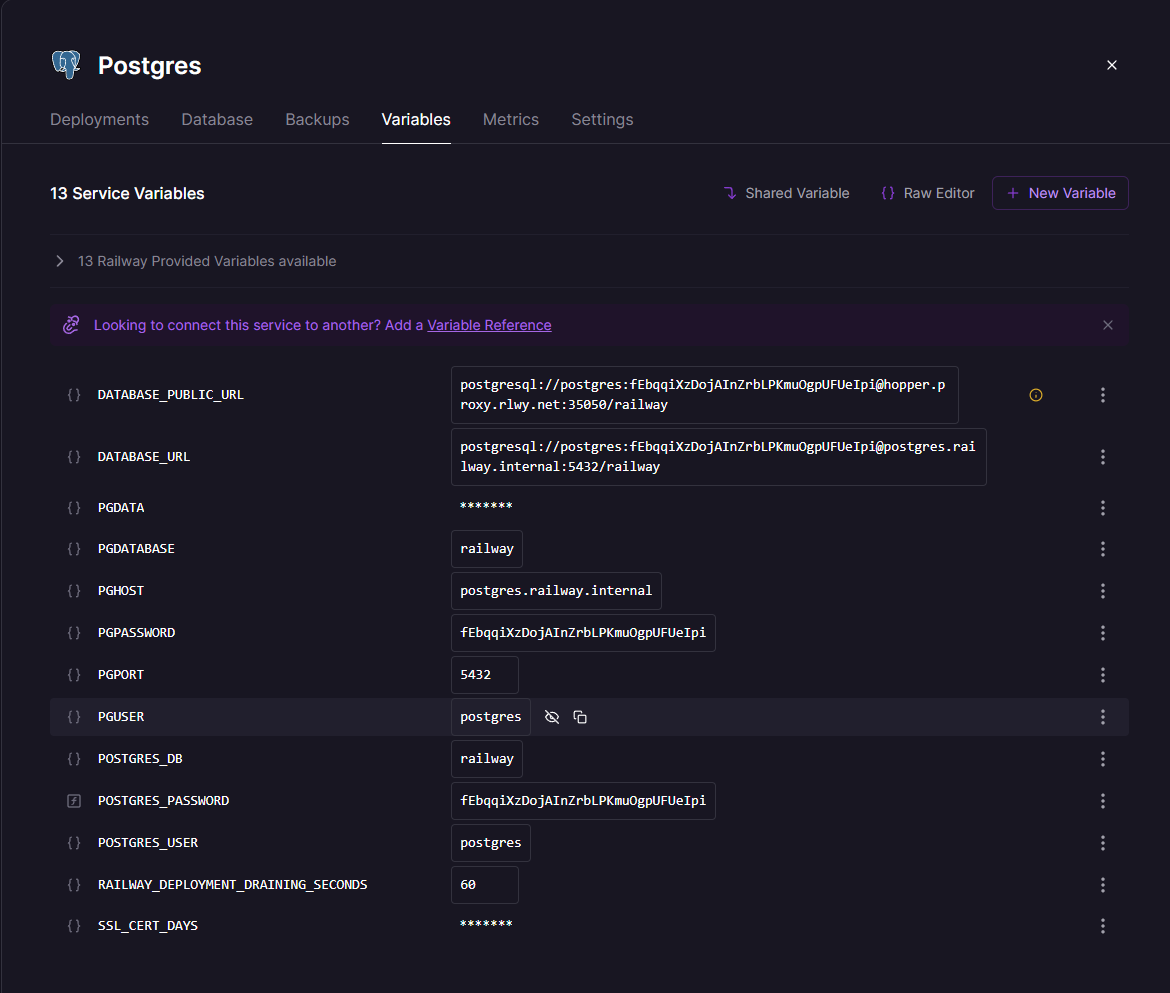 Postgres
Deployments Database Backups Variables Metrics Settings
13 Service Variables
Shared Variable {} Raw Editor + New Variable
13 Railway Provided Variables available
Looking to connect this service to another? Add a Variable Reference
{} DATABASE_PUBLIC_URL
postgresql://postgres:fEbqqiXzDojAInZrbLPKmuOgpUFUeIpi@hopper.p
roxy.rlwy.net:35050/railway
{} DATABASE_URL
postgresql://postgres:fEbqqiXzDojAInZrbLPKmuOgpUFUeIpi@postgres.rai
lway.internal:5432/railway
{} PGDATA *******
{} PGDATABASE railway
{} PGHOST postgres.railway.internal
{} PGPASSWORD fEbqqiXzDojAInZrbLPKmuOgpUFUeIpi
{} PGPORT 5432
{} PGUSER postgres
{} POSTGRES_DB railway
POSTGRES_PASSWORD fEbqqiXzDojAInZrbLPKmuOgpUFUeIpi
{} POSTGRES_USER postgres
{} RAILWAY_DEPLOYMENT_DRAINING_SECONDS 60
{} SSL_CERT_DAYS *******